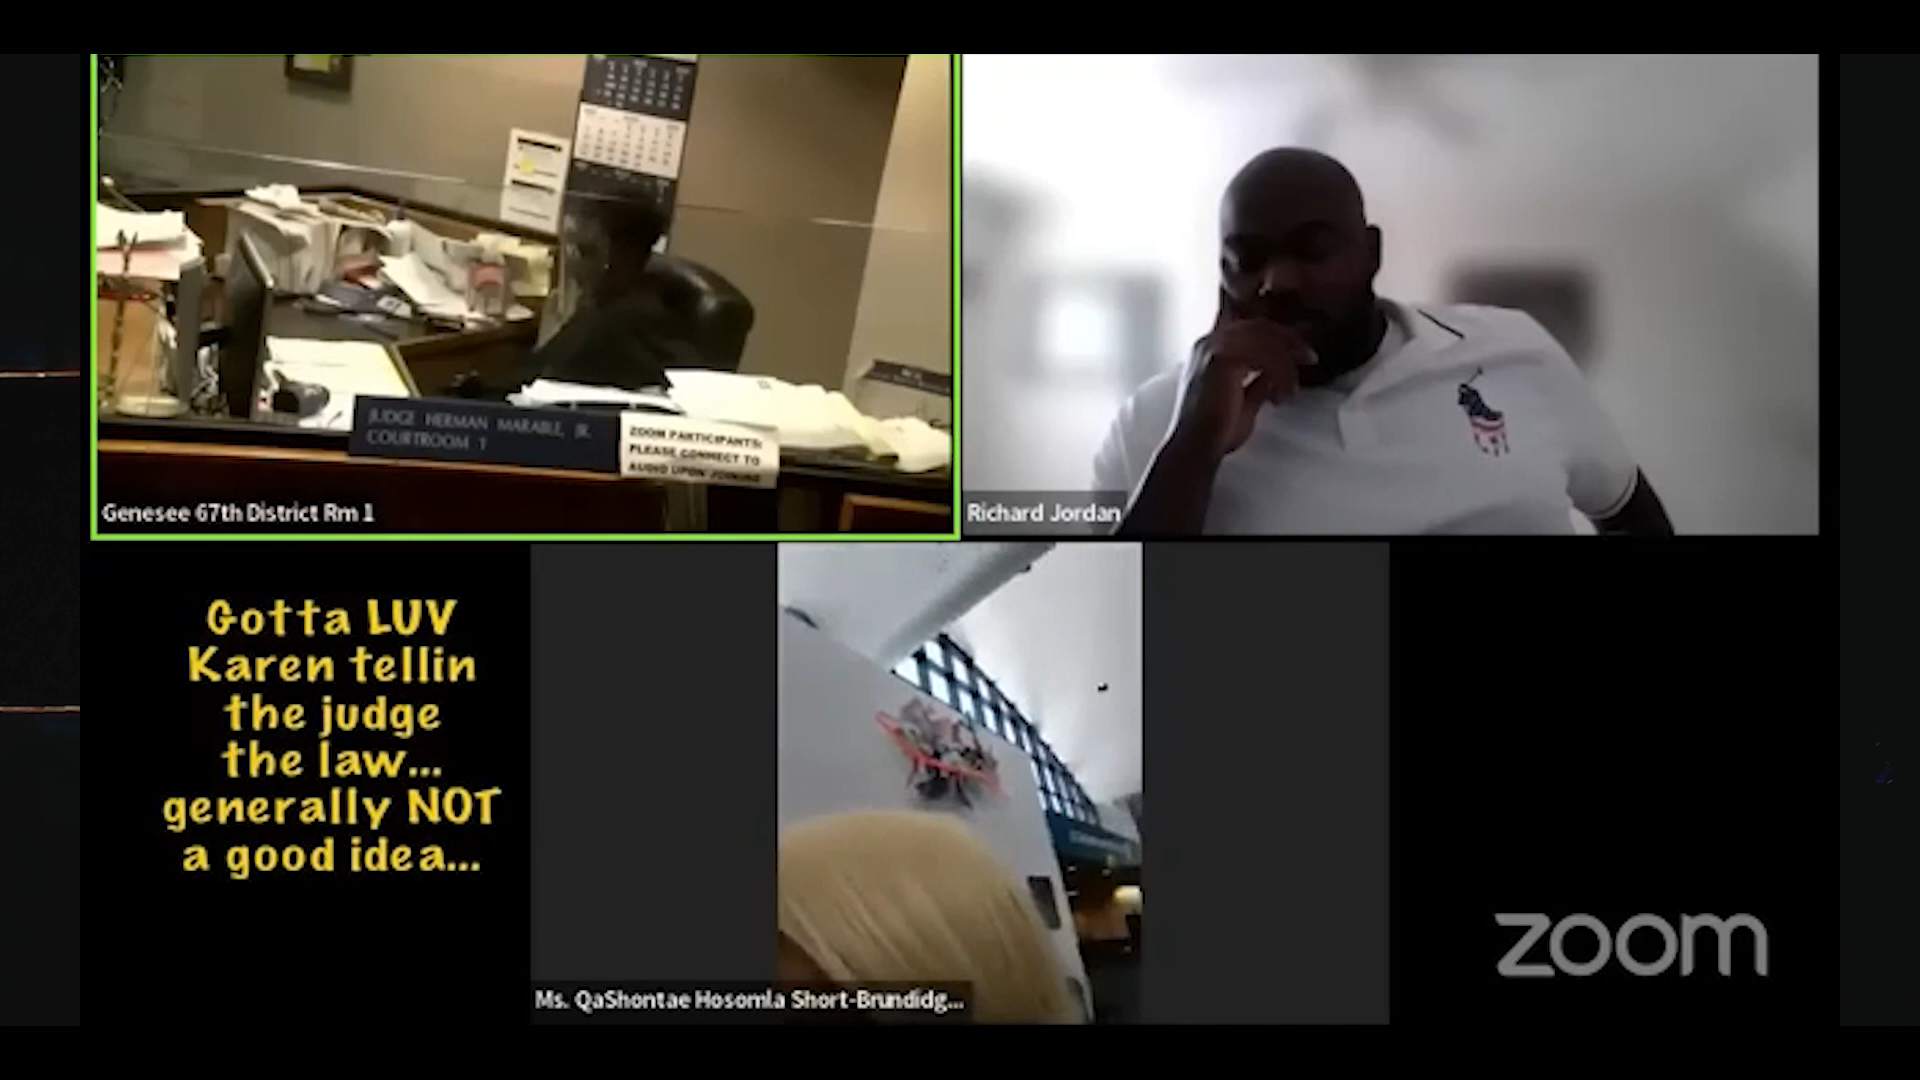 JUDGE HERMAN MARABLE, JR.
COURTROOM 1
ZOOM PARTICIPANTS:
PLEASE CONNECT TO
AUDIO UPON JOINING
Genesee 67th District Rm 1
Richard Jordan
Gotta LUV
Karen tellin
the judge
the law...
generally NOT
a good idea...
Ms. QaShontae Hosomla Short-Brundidg...
zoom